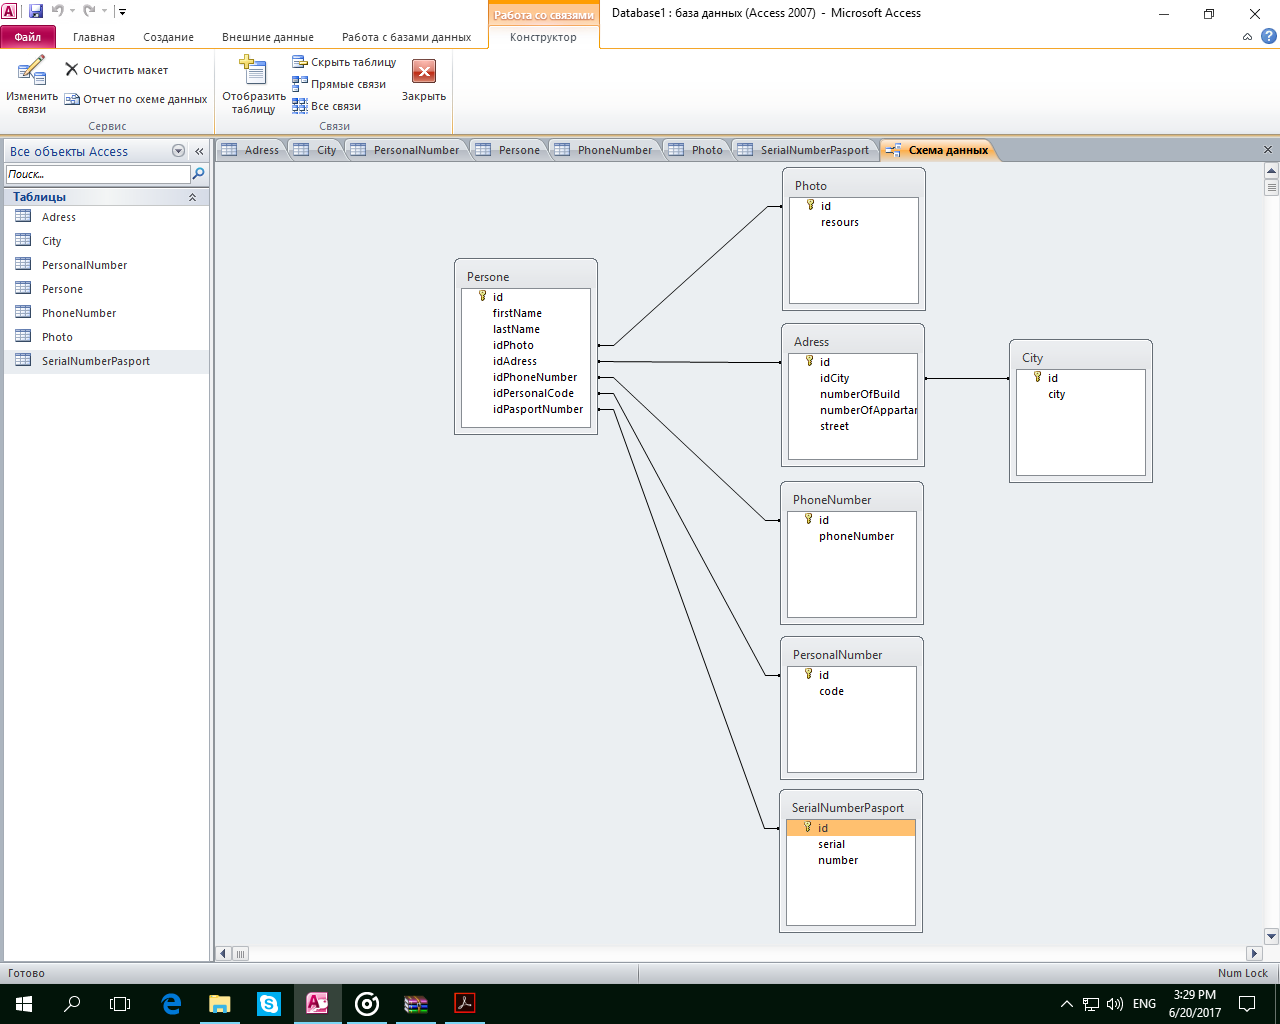 Работа со связями
Database1 : база данных (Access 2007) - Microsoft Access
Файл
Главная
Создание
Внешние данные
Работа с базами данных
Конструктор
Изменить
связи
Очистить макет
Отчет по схеме данных
Сервис
Отобразить
таблицу
Скрыть таблицу
Прямые связи
Все связи
Закрыть
Связи
Все объекты Access
Поиск...
Таблицы
Adress
City
PersonalNumber
Persone
PhoneNumber
Photo
SerialNumberPasport
Adress
City
PersonalNumber
Persone
PhoneNumber
Photo
SerialNumberPasport
Схема данных
Persone
id
firstName
lastName
idPhoto
idAdress
idPhoneNumber
idPersonalCode
idPasportNumber
Photo
id
resours
Adress
id
idCity
numberOfBuild
numberOfAppartar
street
City
id
city
PhoneNumber
id
phoneNumber
PersonalNumber
id
code
SerialNumberPasport
id
serial
number
Готово
Num Lock
ENG
3:29 PM
6/20/2017